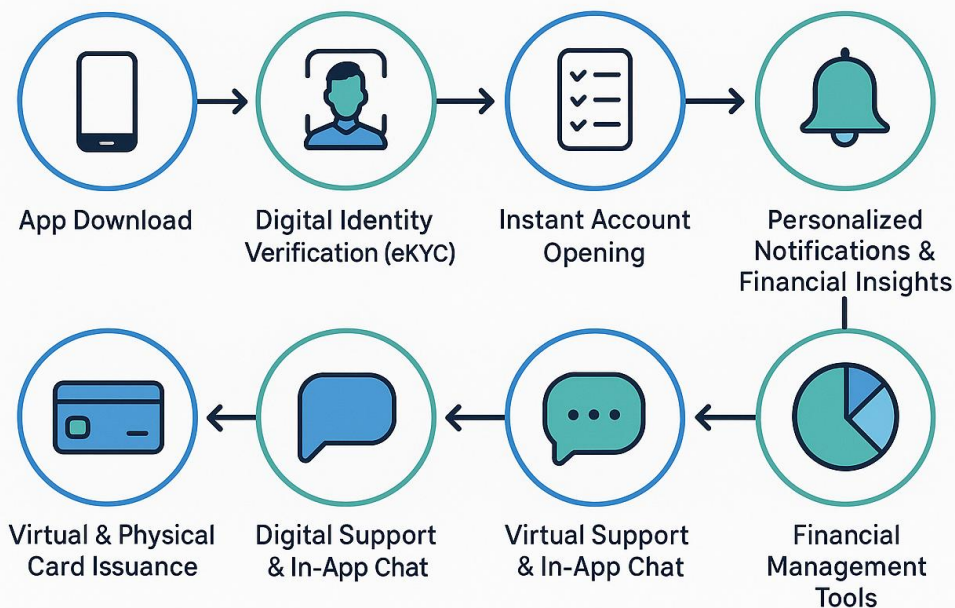 App Download
Digital Identity
Verification (eKYC)
Instant Account
Opening
Personalized
Notifications &
Financial Insights
Virtual & Physical
Card Issuance
Digital Support
& In-App Chat
Virtual Support
& In-App Chat
Financial
Management
Tools